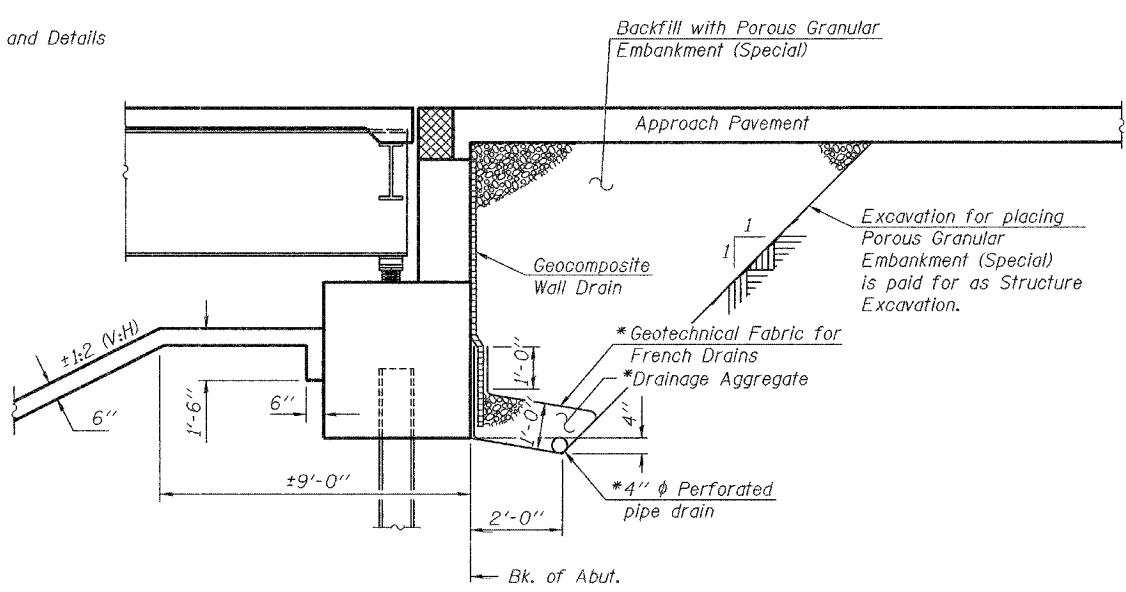 and Details
Backfill with Porous Granular
Embankment (Special)
Approach Pavement
1
1
Excavation for placing
Porous Granular
Embankment (Special)
is paid for as Structure
Excavation.
Geocomposite
Wall Drain
±1:2 (V:H)
*Geotechnical Fabric for
French Drains
*Drainage Aggregate
1'-0"
1'-0"
4"
6"
1'-6"
6"
±9'-0"
*4" ϕ Perforated
pipe drain
2'-0"
Bk. of Abut.